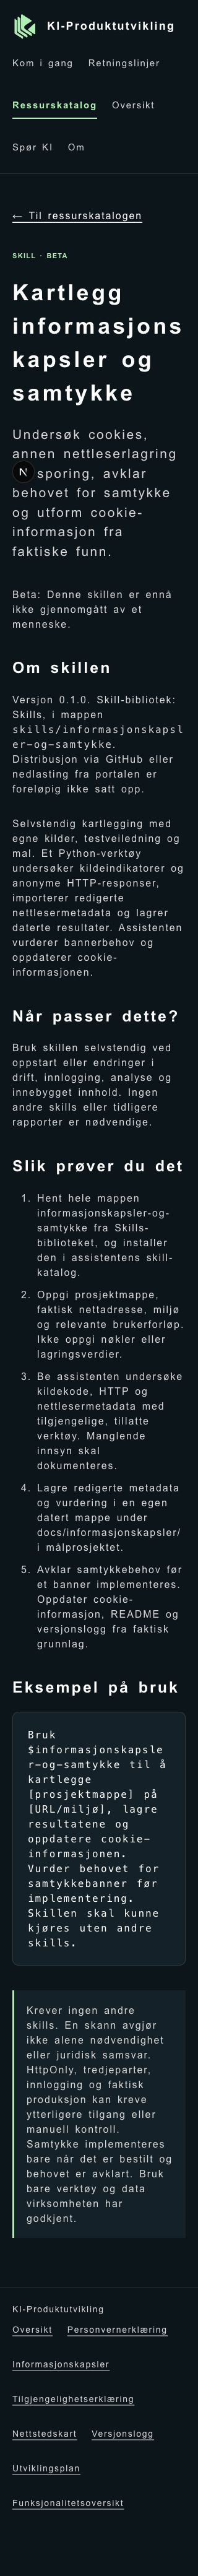 KI-Produktutvikling
Kom i gang Retningslinjer
Ressurskatalog Oversikt
Spør KI Om
← Til ressurskatalogen
SKILL · BETA
Kartlegg
informasjons
kapsler og
samtykke
Undersøk cookies,
annen nettleserlagring
og sporing, avklar
behovet for samtykke
og utform cookie-
informasjon fra
faktiske funn.
N
Beta: Denne skillen er ennå
ikke gjennomgått av et
menneske.
Om skillen
Versjon 0.1.0. Skill-bibliotek:
Skills, i mappen
skills/informasjonskapsl
er-og-samtykke.
Distribusjon via GitHub eller
nedlasting fra portalen er
foreløpig ikke satt opp.
Selvstendig kartlegging med
egne kilder, testveiledning og
mal. Et Python-verktøy
undersøker kildeindikatorer og
anonyme HTTP-responser,
importerer redigerte
nettlesermetadata og lagrer
daterte resultater. Assistenten
vurderer bannerbehov og
oppdaterer cookie-
informasjonen.
Når passer dette?
Bruk skillen selvstendig ved
oppstart eller endringer i
drift, innlogging, analyse og
innebygget innhold. Ingen
andre skills eller tidligere
rapporter er nødvendige.
Slik prøver du det
1. Hent hele mappen
informasjonskapsler-og-
samtykke fra Skills-
biblioteket, og installer
den i assistentens skill-
katalog.
2. Oppgi prosjektmappe,
faktisk nettadresse, miljø
og relevante brukerforløp.
Ikke oppgi nøkler eller
lagringsverdier.
3. Be assistenten undersøke
kildekode, HTTP og
nettlesermetadata med
tilgjengelige, tillatte
verktøy. Manglende
innsyn skal
dokumenteres.
4. Lagre redigerte metadata
og vurdering i en egen
datert mappe under
docs/informasjonskapsler/
i målprosjektet.
5. Avklar samtykkebehov før
et banner implementeres.
Oppdater cookie-
informasjon, README og
versjonslogg fra faktisk
grunnlag.
Eksempel på bruk
Bruk
$informasjonskapsle
r-og-samtykke til å
kartlegge
[prosjektmappe] på
[URL/miljø], lagre
resultatene og
oppdatere cookie-
informasjonen.
Vurder behovet for
samtykkebanner før
implementering.
Skillen skal kunne
kjøres uten andre
skills.
Krever ingen andre
skills. En skann avgjør
ikke alene nødvendighet
eller juridisk samsvar.
HttpOnly, tredjeparter,
innlogging og faktisk
produksjon kan kreve
ytterligere tilgang eller
manuell kontroll.
Samtykke implementeres
bare når det er bestilt og
behovet er avklart. Bruk
bare verktøy og data
virksomheten har
godkjent.
KI-Produktutvikling
Oversikt Personvernerklæring
Informasjonskapsler
Tilgjengelighetserklæring
Nettstedskart Versjonslogg
Utviklingsplan
Funksjonalitetsoversikt